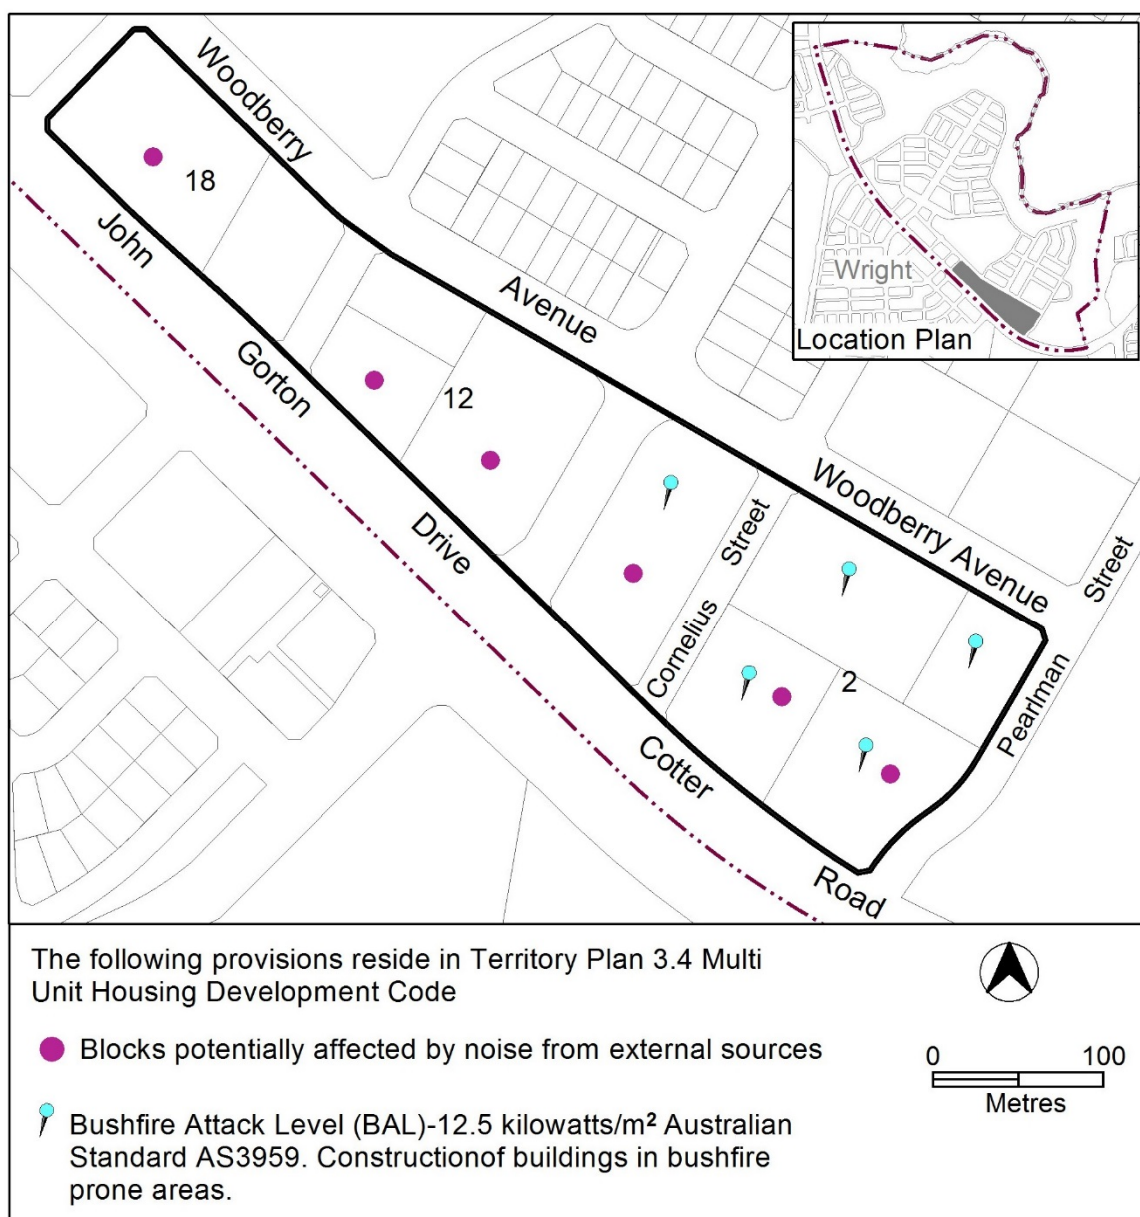 Woodberry
Avenue
Woodberry Avenue
John
Gorton
Drive
Cotter
Road
Cornelius
Street
Pearlman
Street
18
12
2
Wright
Location Plan
The following provisions reside in Territory Plan 3.4 Multi
Unit Housing Development Code
Blocks potentially affected by noise from external sources
Bushfire Attack Level (BAL)-12.5 kilowatts/m² Australian
Standard AS3959. Constructionof buildings in bushfire
prone areas.
0 100
Metres